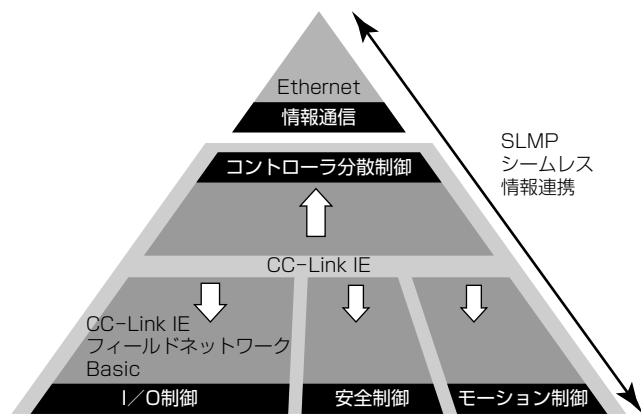 Ethernet
情報通信
SLMP
シームレス
情報連携
コントローラ分散制御
CC-Link IE
CC-Link IE
フィールドネットワーク
Basic
I／O制御
安全制御
モーション制御